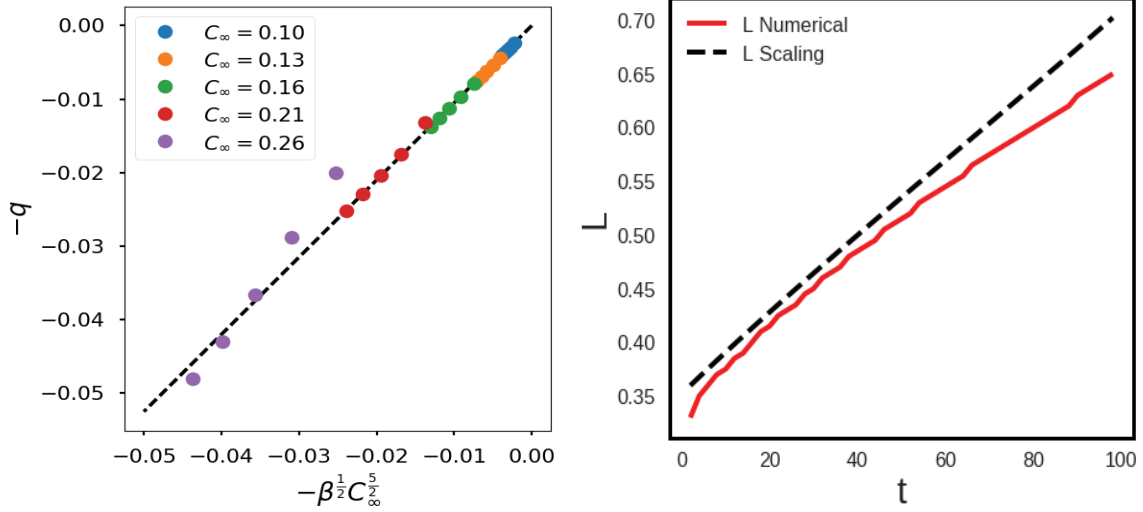 C∞ = 0.10
C∞ = 0.13
C∞ = 0.16
C∞ = 0.21
C∞ = 0.26
0.00
−0.01
−0.02
−0.03
−0.04
−0.05
−q
−0.05 −0.04 −0.03 −0.02 −0.01 0.00
−β^{1/2} C_∞^{5/2}
L Numerical
L Scaling
0.70
0.65
0.60
0.55
0.50
0.45
0.40
0.35
L
0 20 40 60 80 100
t